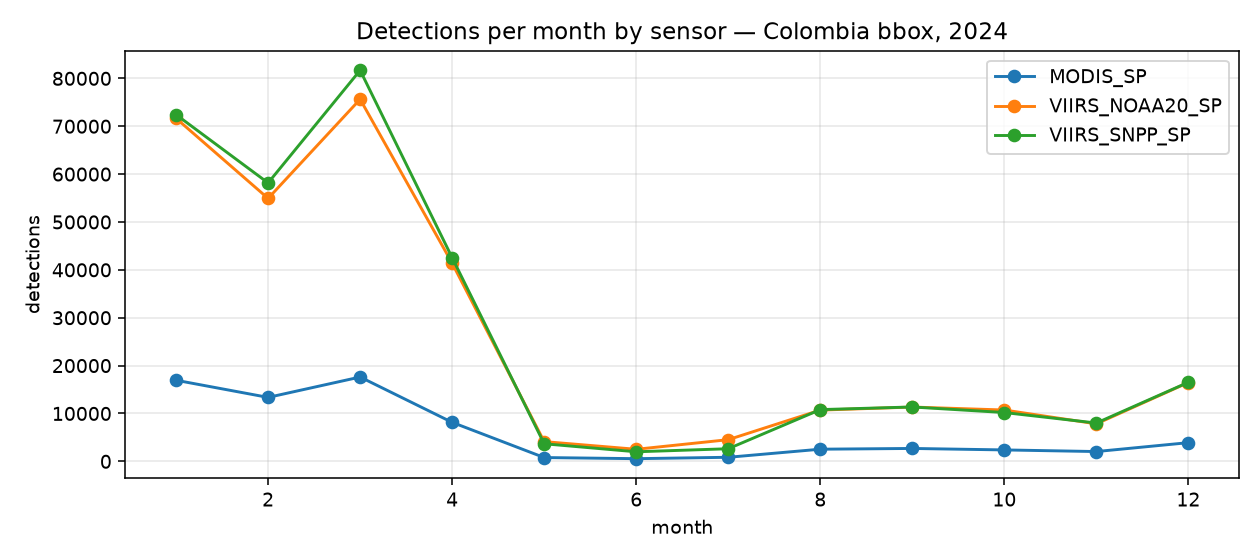 Detections per month by sensor — Colombia bbox, 2024
MODIS_SP
VIIRS_NOAA20_SP
VIIRS_SNPP_SP
detections
80000
70000
60000
50000
40000
30000
20000
10000
0
2
4
6
8
10
12
month